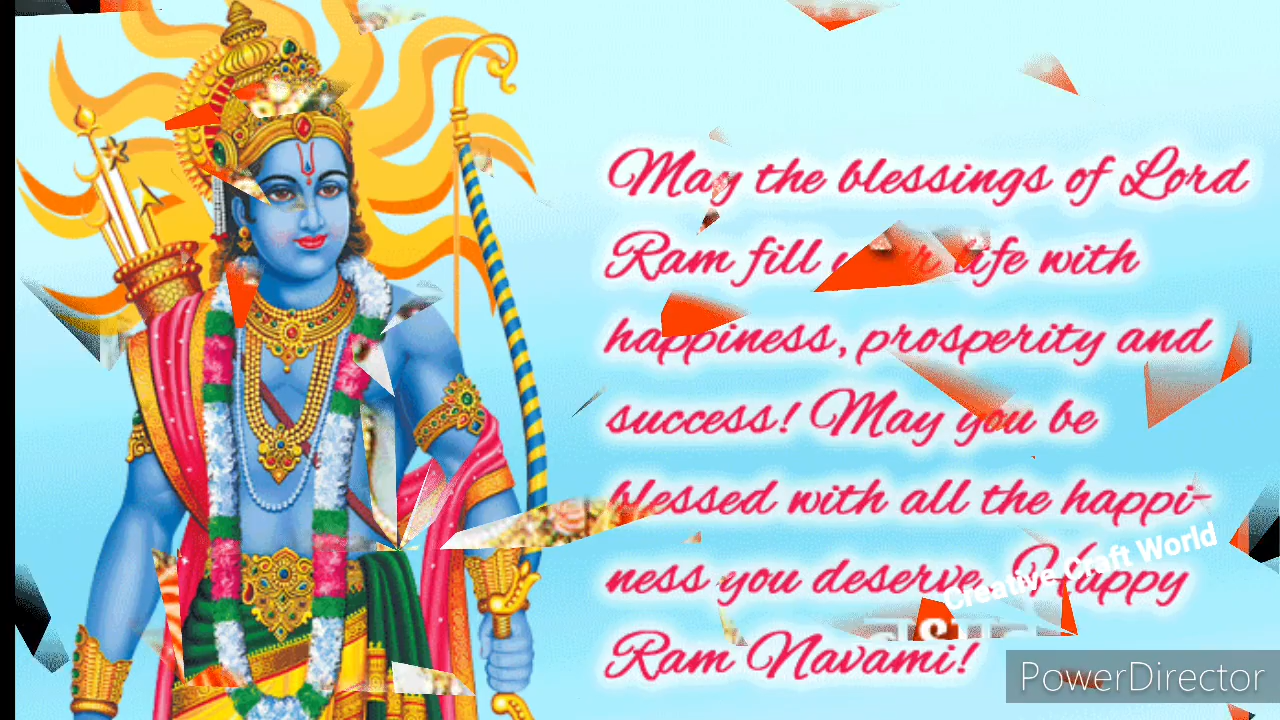 May the blessings of Lord
Ram fill your life with
happiness, prosperity and
success! May you be
blessed with all the happi-
ness you deserve. Happy
Ram Navami!
Creative Craft World
PowerDirector